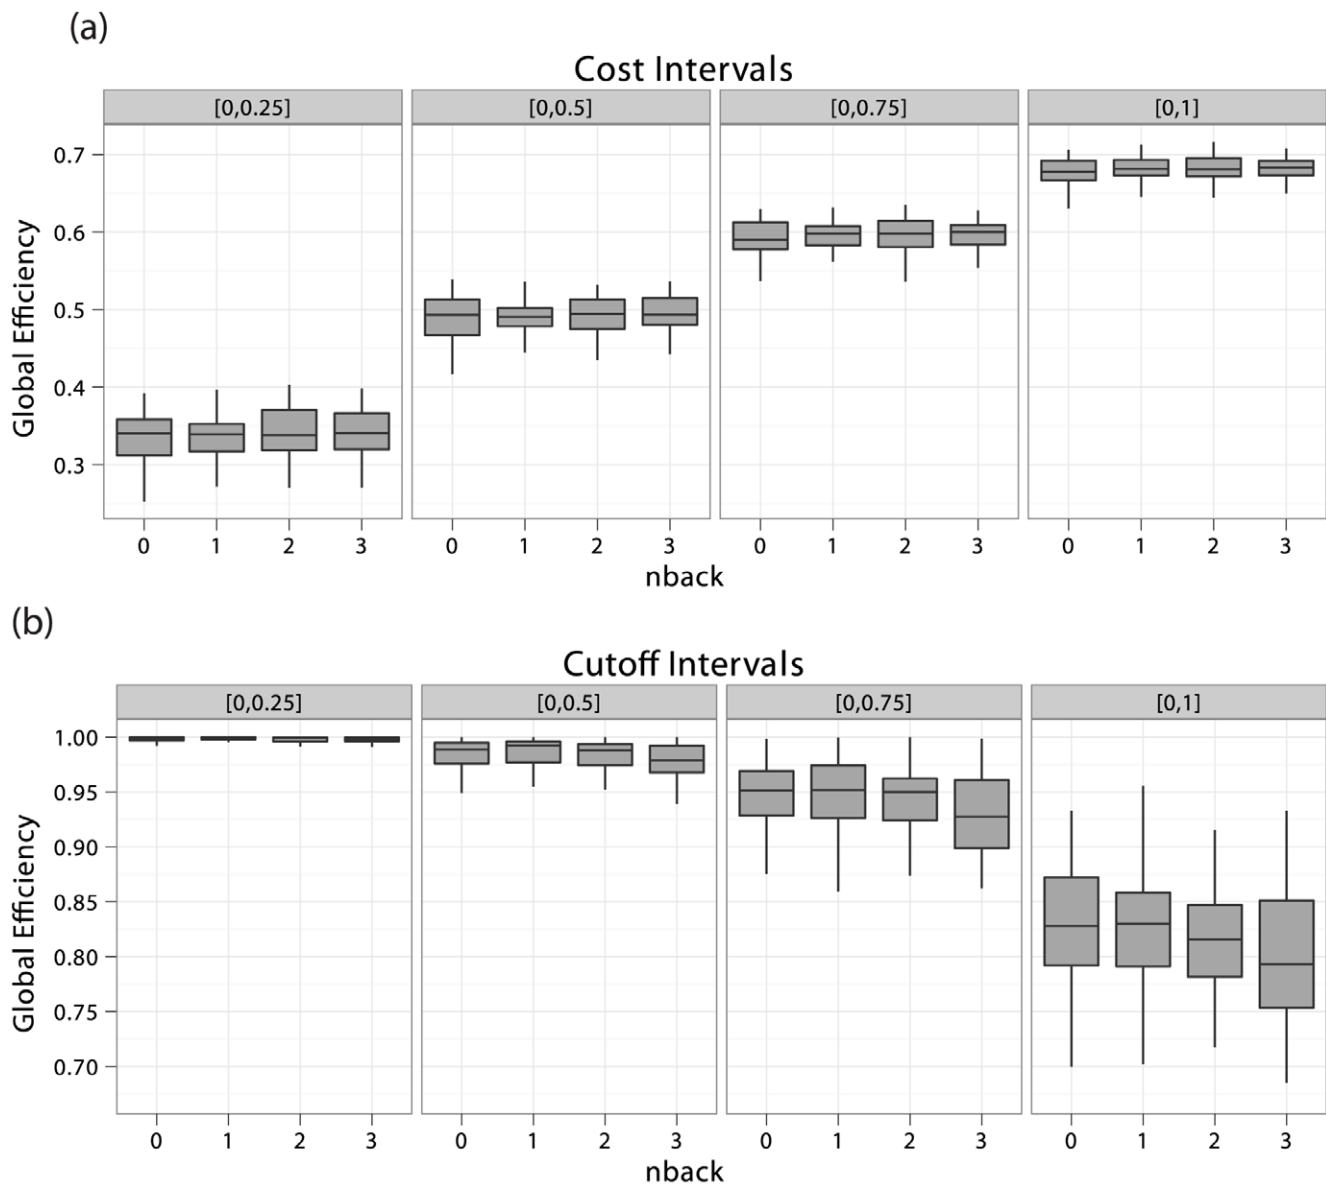 (a)
Cost Intervals
[0,0.25] [0,0.5] [0,0.75] [0,1]
Global Efficiency
0.7
0.6
0.5
0.4
0.3
0 1 2 3 0 1 2 3 0 1 2 3 0 1 2 3
nback
(b)
Cutoff Intervals
[0,0.25] [0,0.5] [0,0.75] [0,1]
Global Efficiency
1.00
0.95
0.90
0.85
0.80
0.75
0.70
0 1 2 3 0 1 2 3 0 1 2 3 0 1 2 3
nback